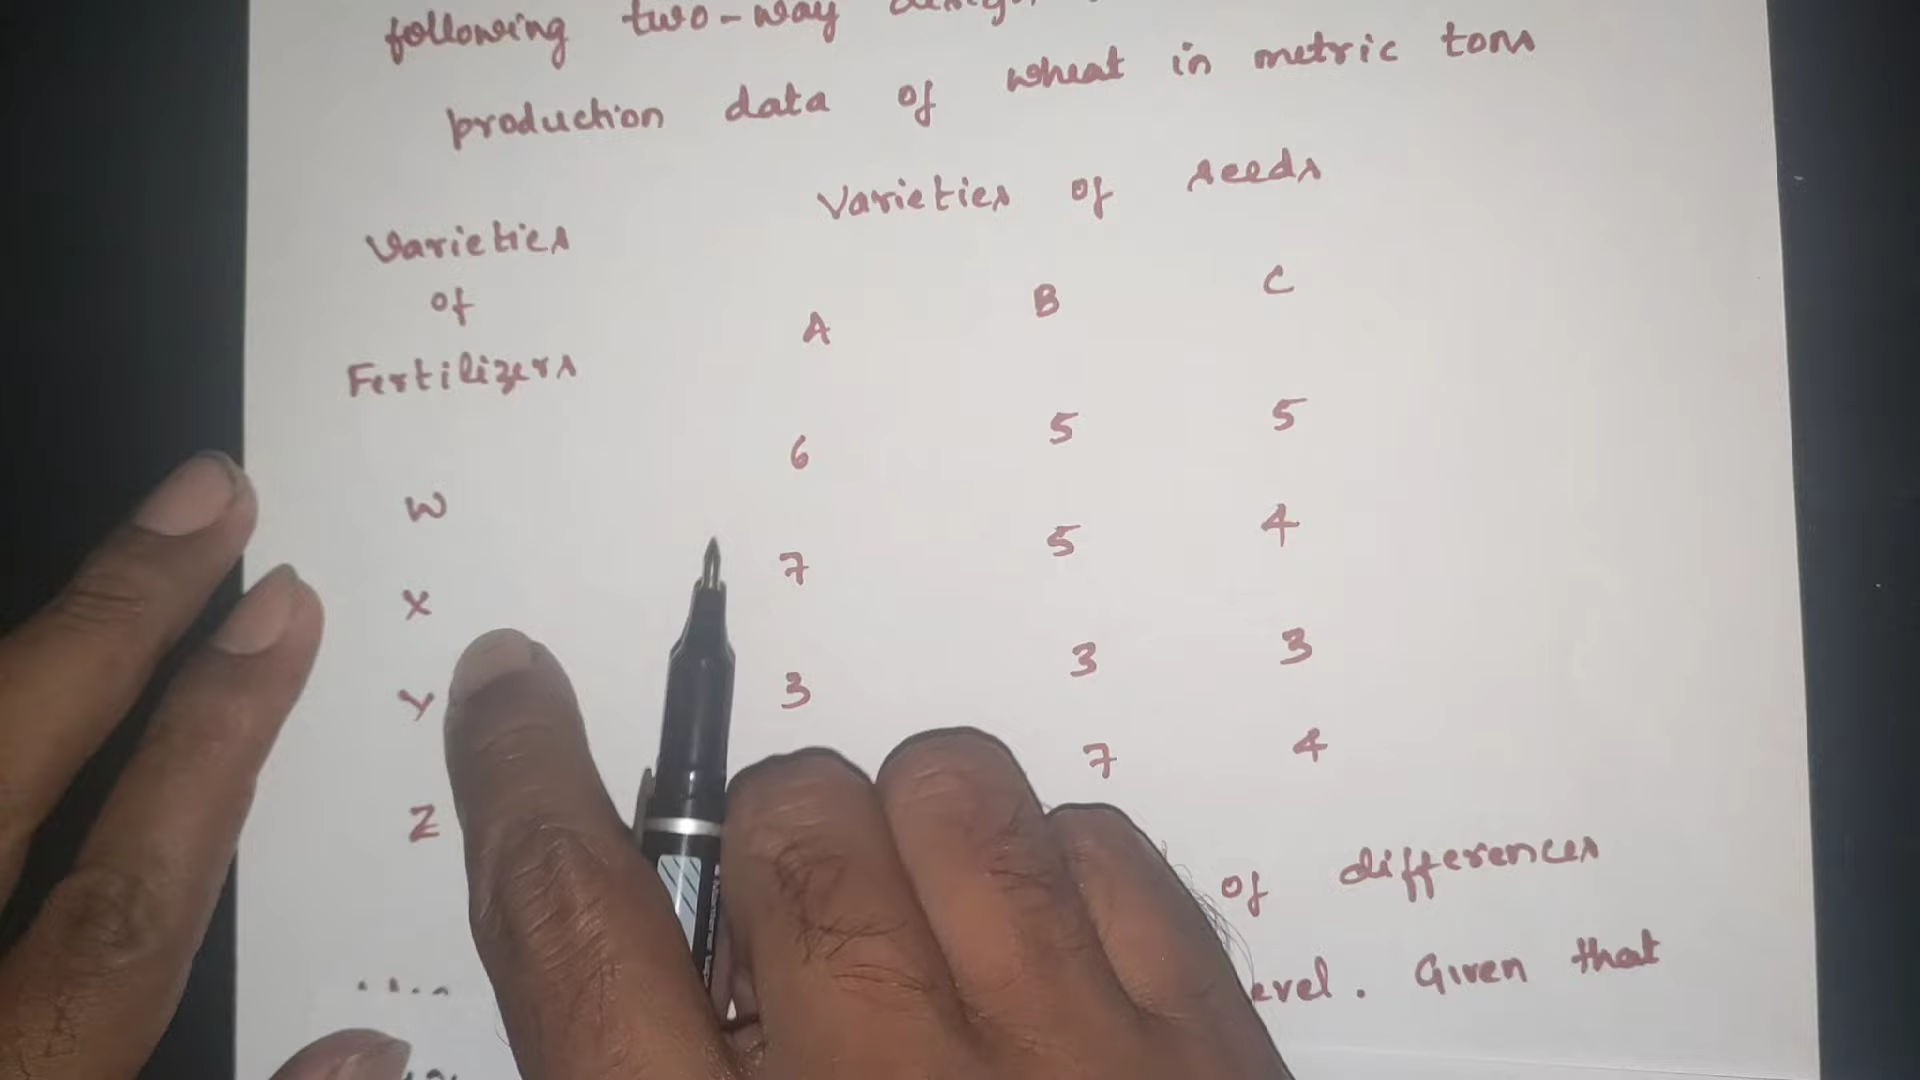 following two-way
production data of wheat in metric tons
Varieties of seeds
Varieties
of
Fertilizers
A B C
W 6 5 5
X 7 5 4
Y 3 3 3
Z 7 4
of differences
evel. Given that